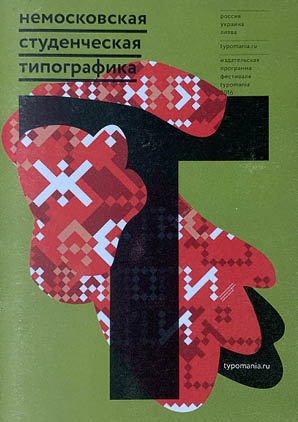 немосковская
студенческая
типографика
россия
украина
литва
typomania.ru
издательская
программа
фестиваля
typomania
2016
T
typomania.ru